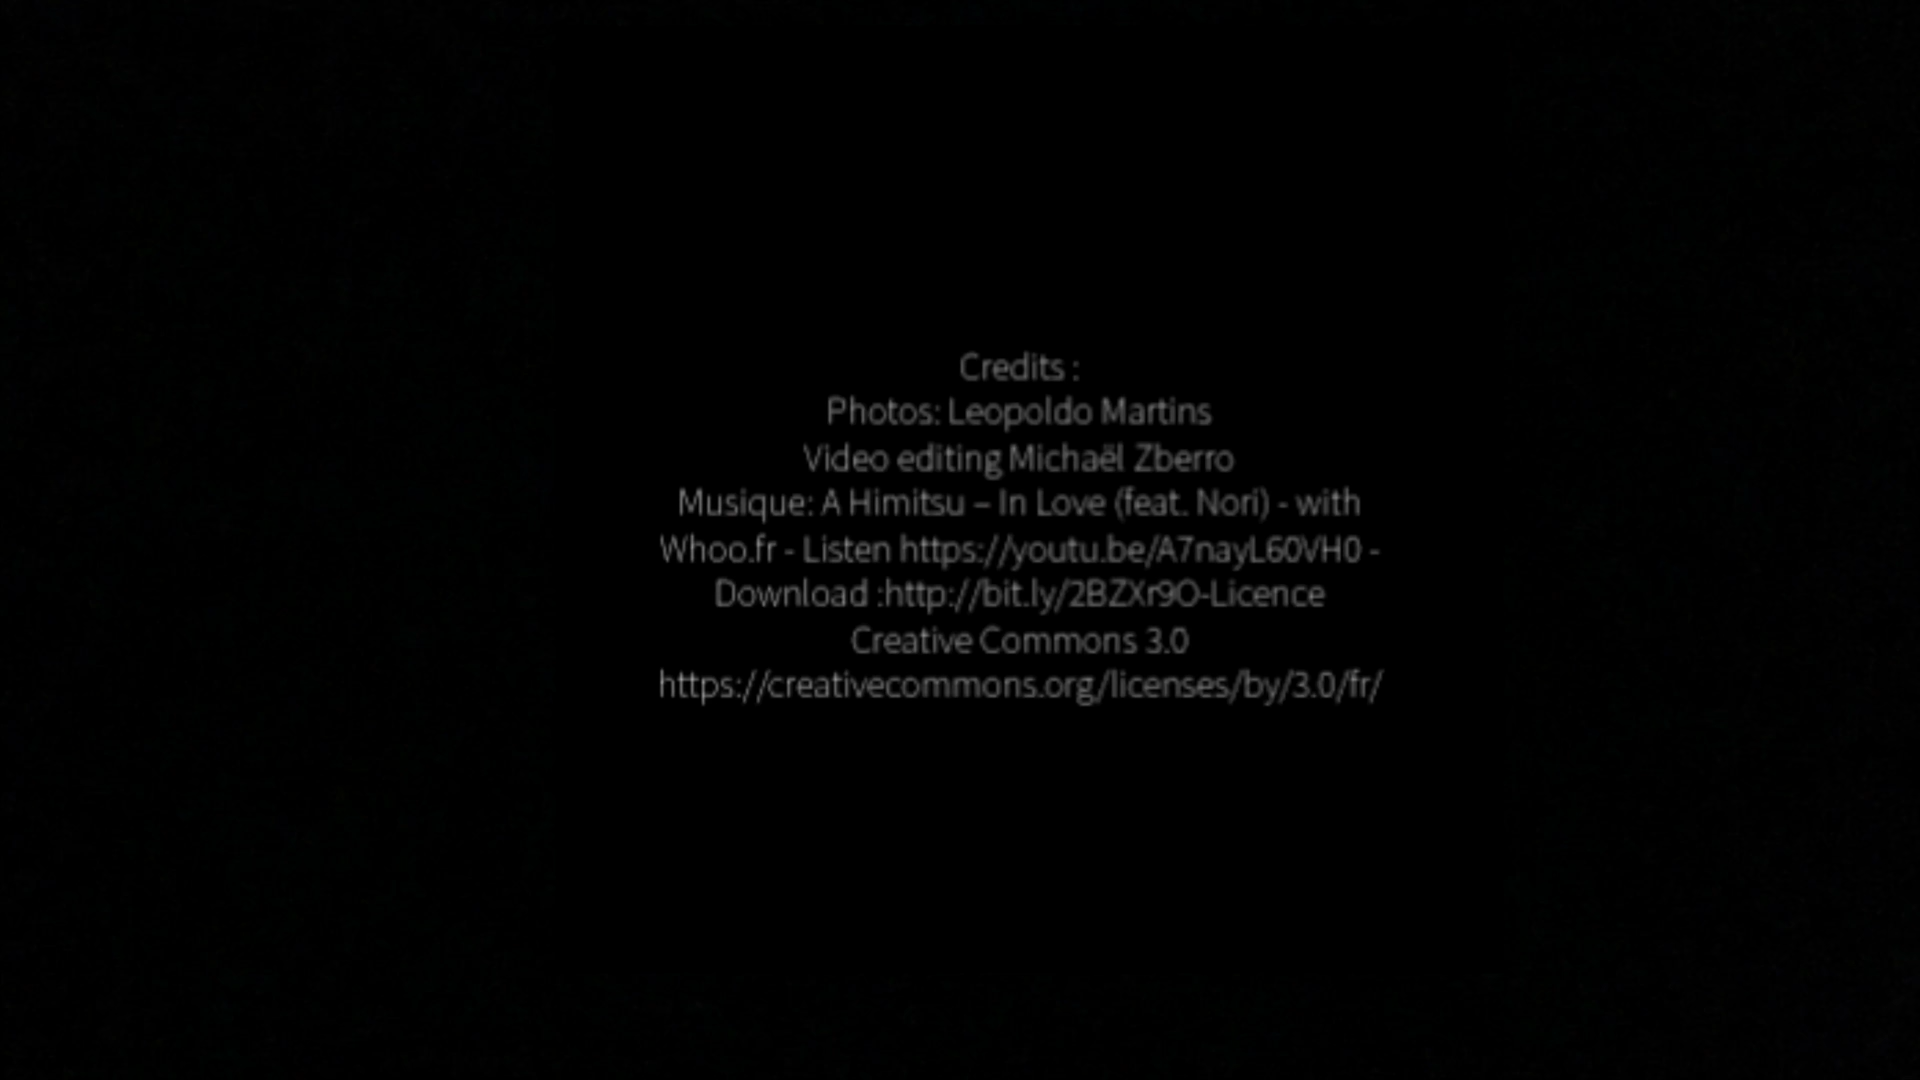 Credits :
Photos: Leopoldo Martins
Video editing Michaël Zberro
Musique: A Himitsu – In Love (feat. Nori) - with
Whoo.fr - Listen https://youtu.be/A7nayL60VH0 -
Download :http://bit.ly/2BZXr9O-Licence
Creative Commons 3.0
https://creativecommons.org/licenses/by/3.0/fr/